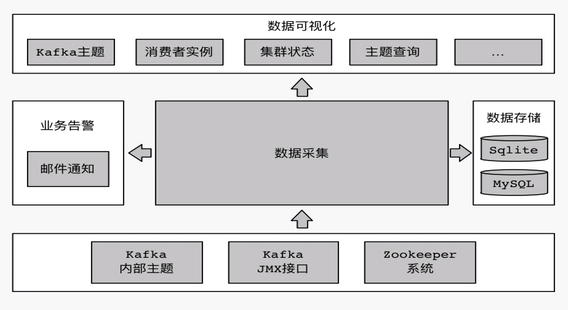 数据可视化
Kafka主题
消费者实例
集群状态
主题查询
...
业务告警
邮件通知
数据采集
数据存储
Sqlite
MySQL
Kafka
内部主题
Kafka
JMX接口
Zookeeper
系统